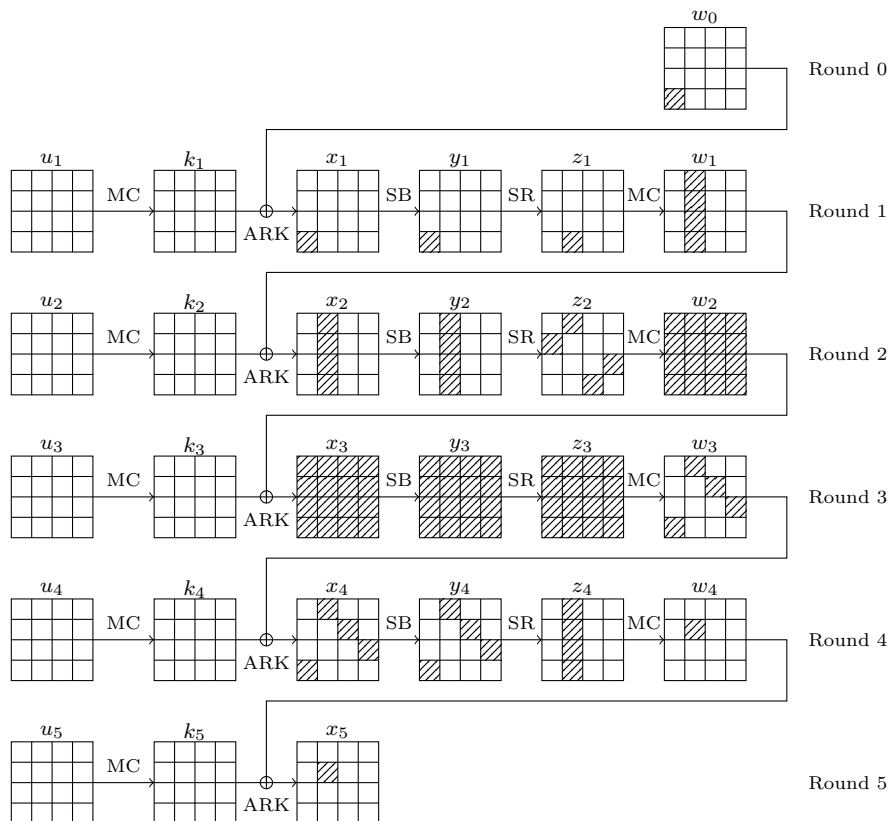 w₀
Round 0
u₁ k₁ x₁ y₁ z₁ w₁
MC SB SR MC
ARK
Round 1
u₂ k₂ x₂ y₂ z₂ w₂
MC SB SR MC
ARK
Round 2
u₃ k₃ x₃ y₃ z₃ w₃
MC SB SR MC
ARK
Round 3
u₄ k₄ x₄ y₄ z₄ w₄
MC SB SR MC
ARK
Round 4
u₅ k₅ x₅
MC
ARK
Round 5